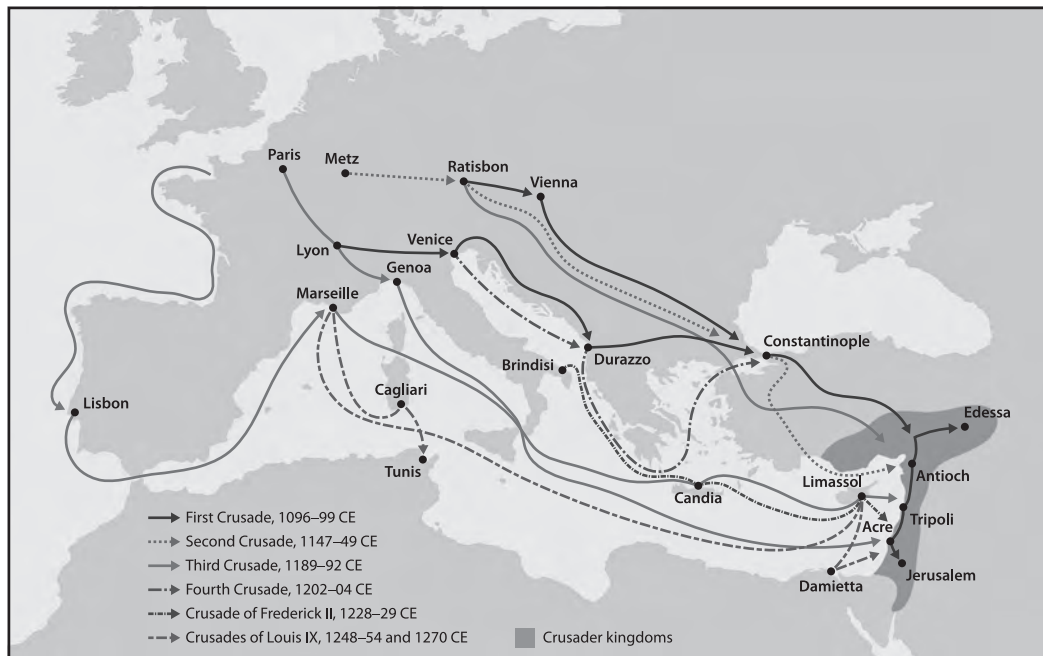 Paris
Metz
Ratisbon
Vienna
Lyon
Venice
Genoa
Marseille
Constantinople
Durazzo
Brindisi
Lisbon
Cagliari
Edessa
Tunis
Antioch
Candia
Limassol
Tripoli
Acre
Jerusalem
Damietta
First Crusade, 1096–99 CE
Second Crusade, 1147–49 CE
Third Crusade, 1189–92 CE
Fourth Crusade, 1202–04 CE
Crusade of Frederick II, 1228–29 CE
Crusades of Louis IX, 1248–54 and 1270 CE
Crusader kingdoms